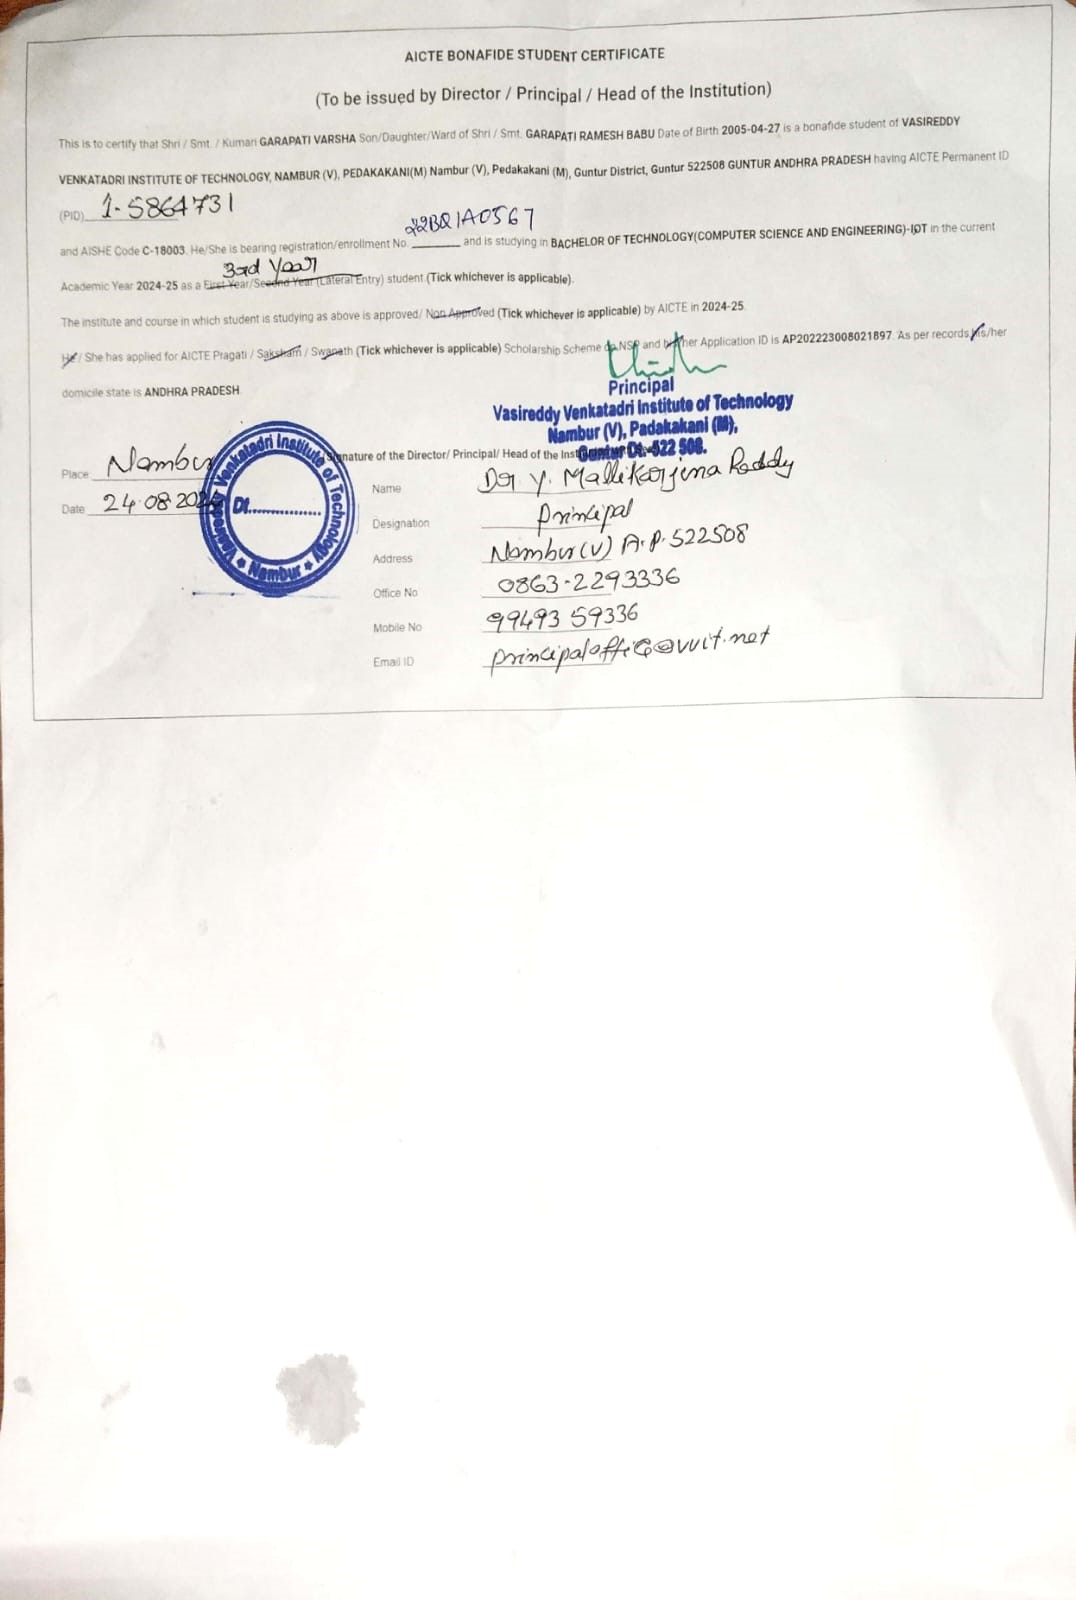 AICTE BONAFIDE STUDENT CERTIFICATE
(To be issued by Director / Principal / Head of the Institution)
This is to certify that Shri / Smt. / Kumari GARAPATI VARSHA Son/Daughter/Ward of Shri / Smt. GARAPATI RAMESH BABU Date of Birth 2005-04-27 is a bonafide student of VASIREDDY
VENKATADRI INSTITUTE OF TECHNOLOGY, NAMBUR (V), PEDAKAKANI(M) Nambur (V), Pedakakani (M), Guntur District, Guntur 522508 GUNTUR ANDHRA PRADESH having AICTE Permanent ID
(PID) 1-5864731
22BQ1A0567
and AISHE Code C-18003. He/She is bearing registration/enrollment No. ________ and is studying in BACHELOR OF TECHNOLOGY(COMPUTER SCIENCE AND ENGINEERING)-IOT in the current
3rd Year
Academic Year 2024-25 as a First Year/Second Year (Lateral Entry) student (Tick whichever is applicable).
The institute and course in which student is studying as above is approved/ Non Approved (Tick whichever is applicable) by AICTE in 2024-25.
He / She has applied for AICTE Pragati / Saksham / Swanath (Tick whichever is applicable) Scholarship Scheme on NSP and his/her Application ID is AP202223008021897. As per records his/her
domicile state is ANDHRA PRADESH
Principal
Vasireddy Venkatadri Institute of Technology
Nambur (V), Padakakani (M),
Guntur Dt.-522 508.
Signature of the Director/ Principal/ Head of the
Place Nambur
Date 24.08.202
Vasireddy Venkatadri Institute of Technology
Dt...............
★ Nambur ★
Name Dr Y. Mallikarjuna Reddy
Designation principal
Address Nambur(V) A.P. 522508
Office No 0863-2293336
Mobile No 99493 59336
Email ID principaloffice@vvit.net